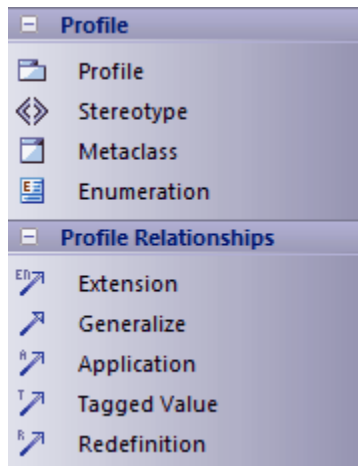 Profile
Profile
Stereotype
Metaclass
Enumeration
Profile Relationships
Extension
Generalize
Application
Tagged Value
Redefinition